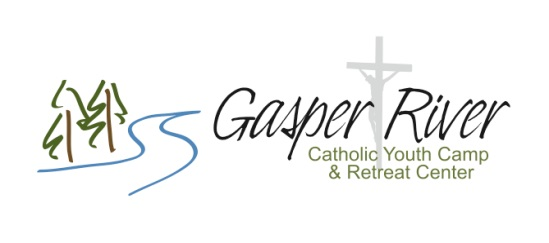 Gasper River
Catholic Youth Camp
& Retreat Center